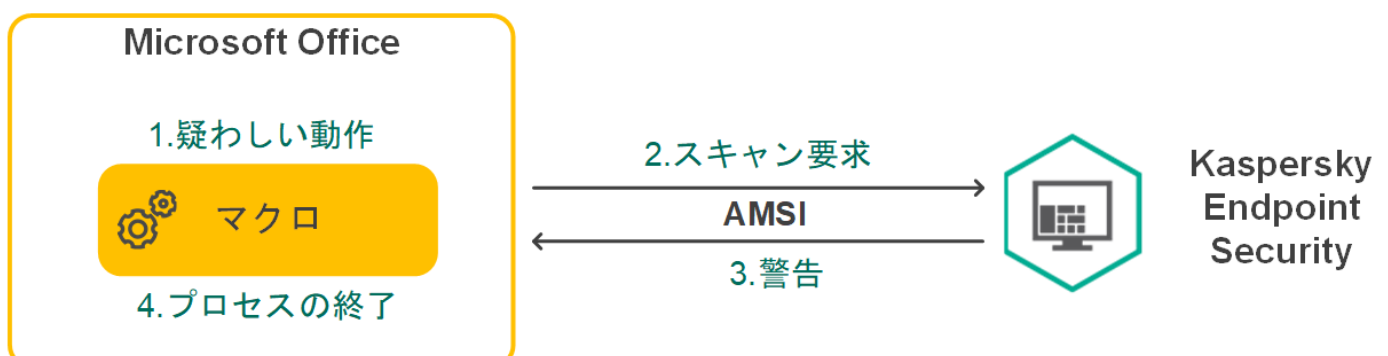 Microsoft Office
1.疑わしい動作
マクロ
4.プロセスの終了
2.スキャン要求
AMSI
3.警告
Kaspersky
Endpoint
Security